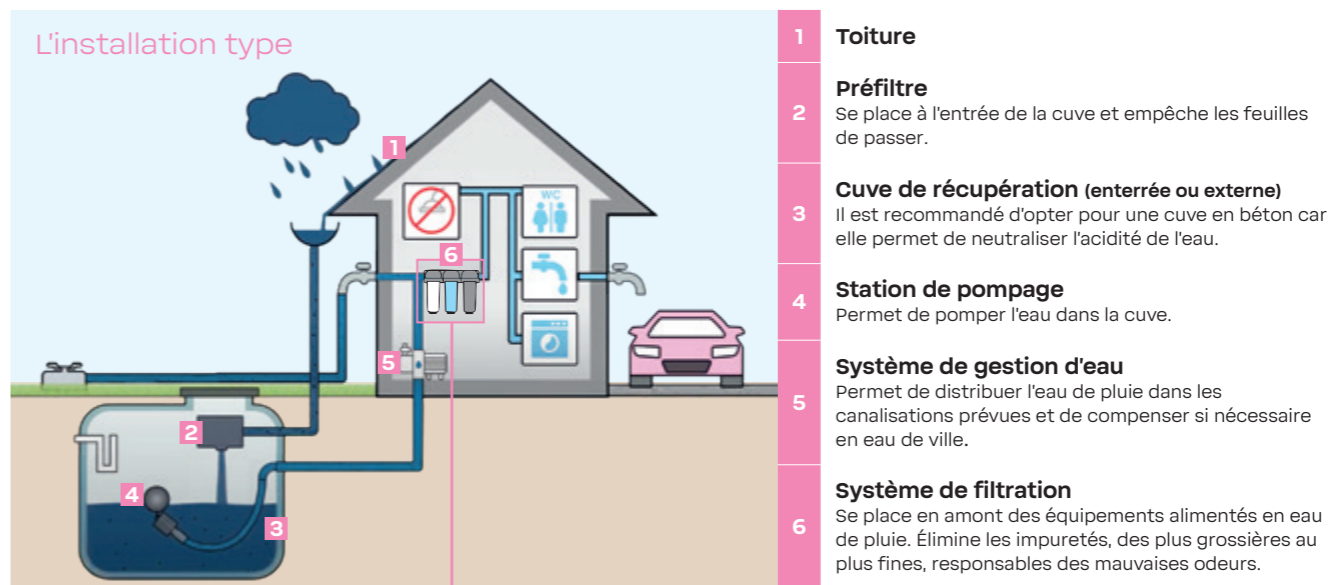 L'installation type
1
WC
6
5
2
4
3
1 Toiture
2 Préfiltre
Se place à l'entrée de la cuve et empêche les feuilles
de passer.
3 Cuve de récupération (enterrée ou externe)
Il est recommandé d'opter pour une cuve en béton car
elle permet de neutraliser l'acidité de l'eau.
4 Station de pompage
Permet de pomper l'eau dans la cuve.
5 Système de gestion d'eau
Permet de distribuer l'eau de pluie dans les
canalisations prévues et de compenser si nécessaire
en eau de ville.
6 Système de filtration
Se place en amont des équipements alimentés en eau
de pluie. Élimine les impuretés, des plus grossières au
plus fines, responsables des mauvaises odeurs.